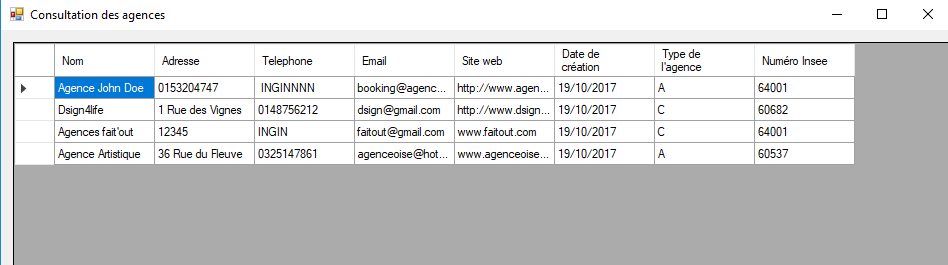 Consultation des agences
Nom Adresse Telephone Email Site web Date de création Type de l'agence Numéro Insee
Agence John Doe 0153204747 INGINNNN booking@agenc... http://www.agen... 19/10/2017 A 64001
Dsign4life 1 Rue des Vignes 0148756212 dsign@gmail.com http://www.dsign... 19/10/2017 C 60682
Agences fait'out 12345 INGIN faitout@gmail.com www.faitout.com 19/10/2017 C 64001
Agence Artistique 36 Rue du Fleuve 0325147861 agenceoise@hot... www.agenceoise... 19/10/2017 A 60537